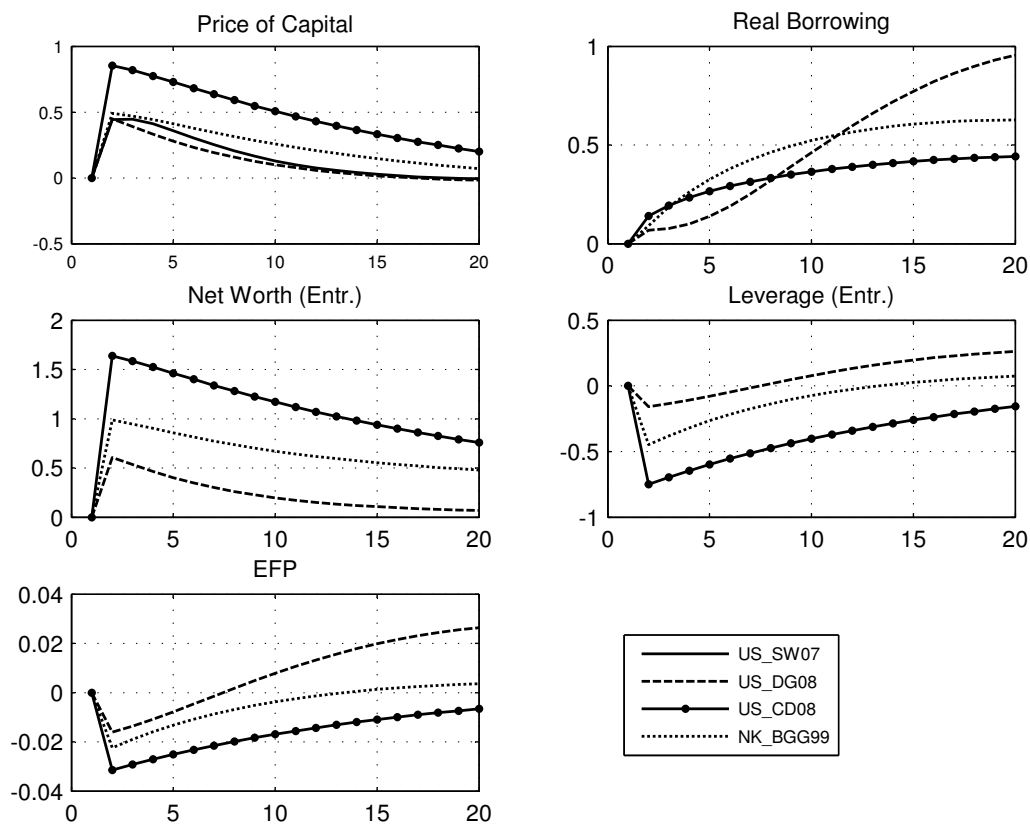 Price of Capital
1
0.5
0
-0.5
0 5 10 15 20
Real Borrowing
1
0.5
0
0 5 10 15 20
Net Worth (Entr.)
2
1.5
1
0.5
0
0 5 10 15 20
Leverage (Entr.)
0.5
0
-0.5
-1
0 5 10 15 20
EFP
0.04
0.02
0
-0.02
-0.04
0 5 10 15 20
US_SW07
US_DG08
US_CD08
NK_BGG99